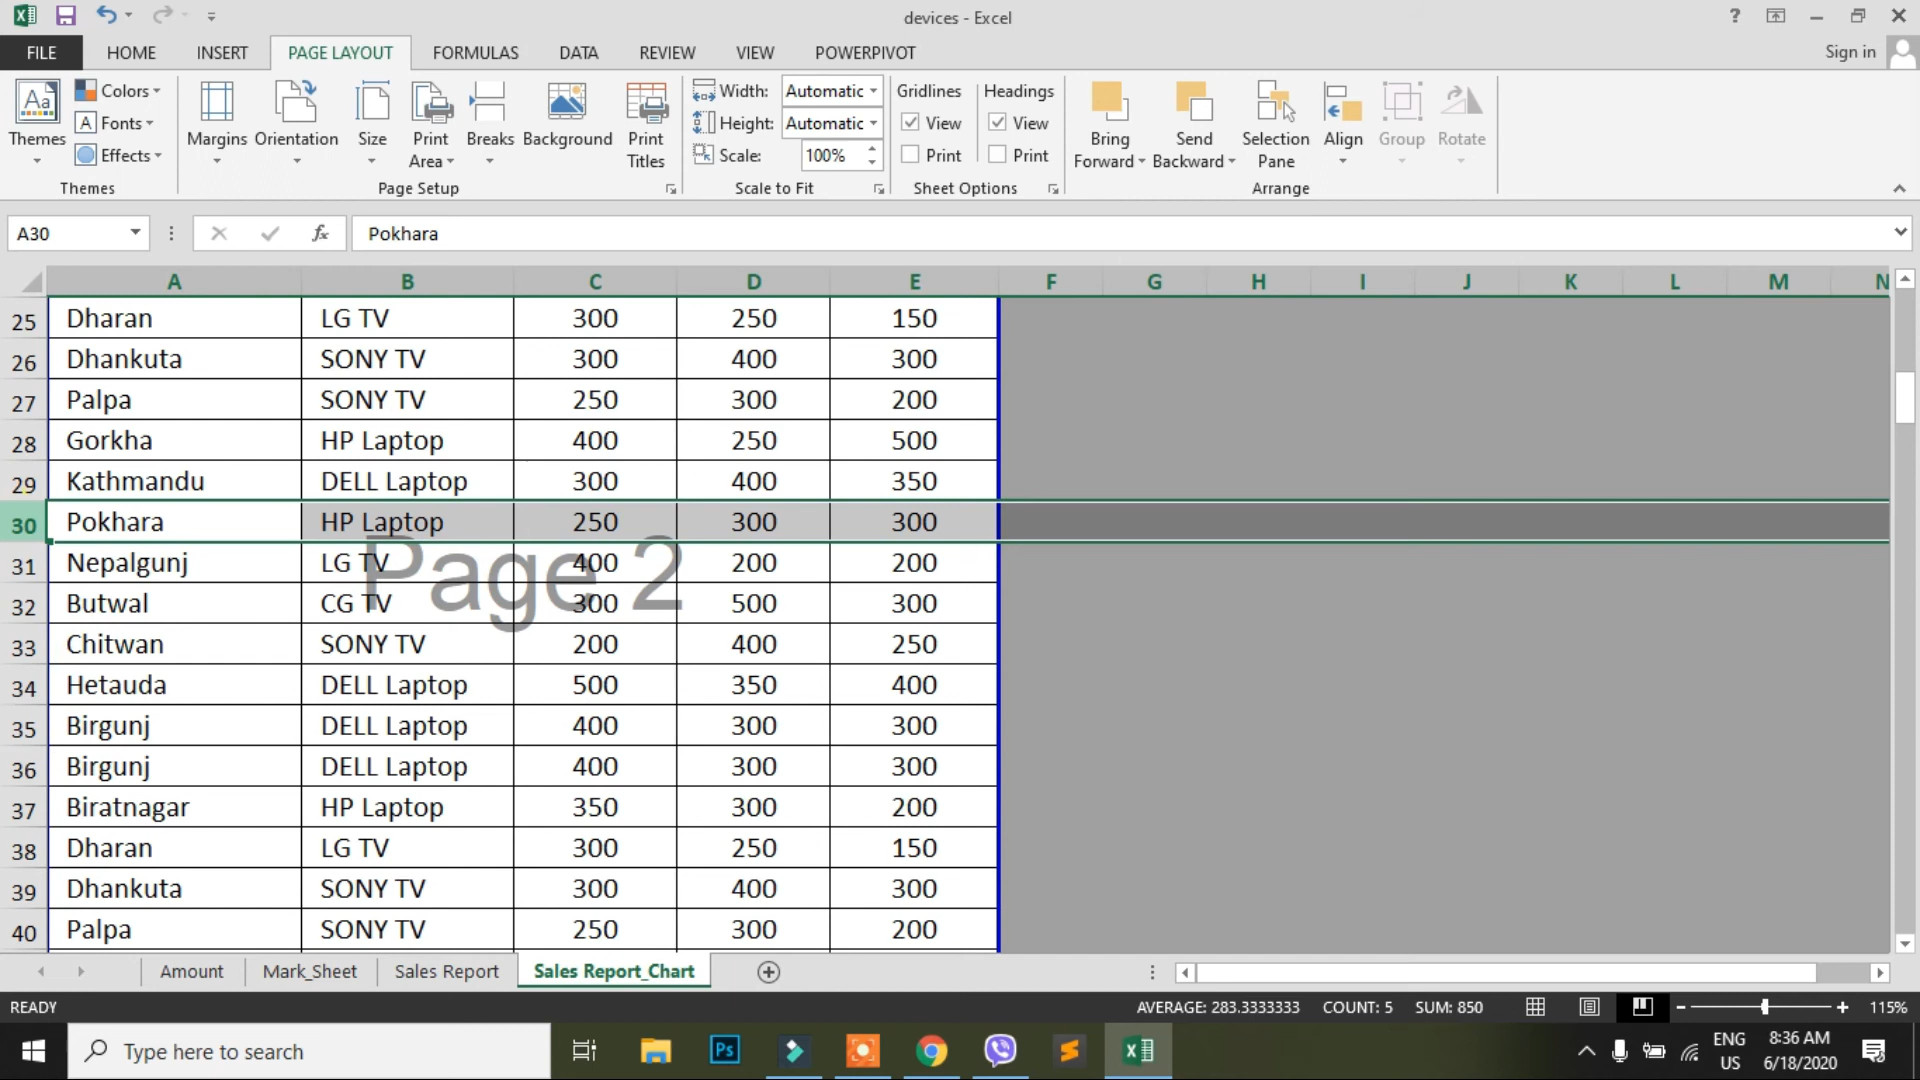 devices - Excel
?
FILE HOME INSERT PAGE LAYOUT FORMULAS DATA REVIEW VIEW POWERPIVOT Sign in
Aa Themes Colors Fonts Effects
Themes
Margins Orientation Size Print Area Breaks Background Print Titles
Page Setup
Width: Automatic
Height: Automatic
Scale: 100%
Scale to Fit
Gridlines Headings
View View
Print Print
Sheet Options
Bring Forward Send Backward Selection Pane Align Group Rotate
Arrange
A30 fx Pokhara
A B C D E F G H I J K L M N
25 Dharan LG TV 300 250 150
26 Dhankuta SONY TV 300 400 300
27 Palpa SONY TV 250 300 200
28 Gorkha HP Laptop 400 250 500
29 Kathmandu DELL Laptop 300 400 350
30 Pokhara HP Laptop 250 300 300
Page 2
31 Nepalgunj LG TV 400 200 200
32 Butwal CG TV 300 500 300
33 Chitwan SONY TV 200 400 250
34 Hetauda DELL Laptop 500 350 400
35 Birgunj DELL Laptop 400 300 300
36 Birgunj DELL Laptop 400 300 300
37 Biratnagar HP Laptop 350 300 200
38 Dharan LG TV 300 250 150
39 Dhankuta SONY TV 300 400 300
40 Palpa SONY TV 250 300 200
Amount Mark_Sheet Sales Report Sales Report_Chart
READY AVERAGE: 283.3333333 COUNT: 5 SUM: 850 115%
Type here to search Ps ENG US 8:36 AM 6/18/2020